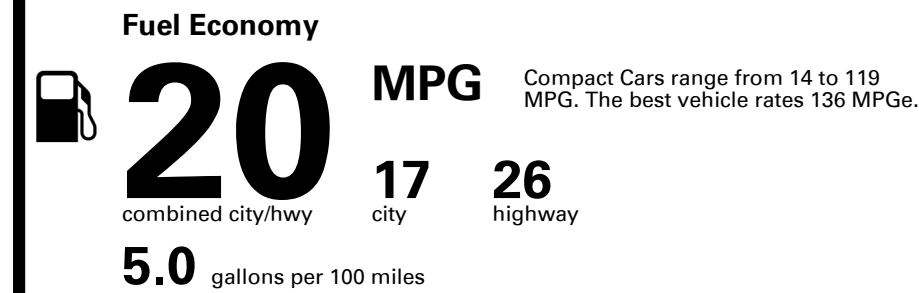 Fuel Economy
20 MPG
Compact Cars range from 14 to 119
MPG. The best vehicle rates 136 MPGe.
17 26
combined city/hwy city highway
5.0 gallons per 100 miles